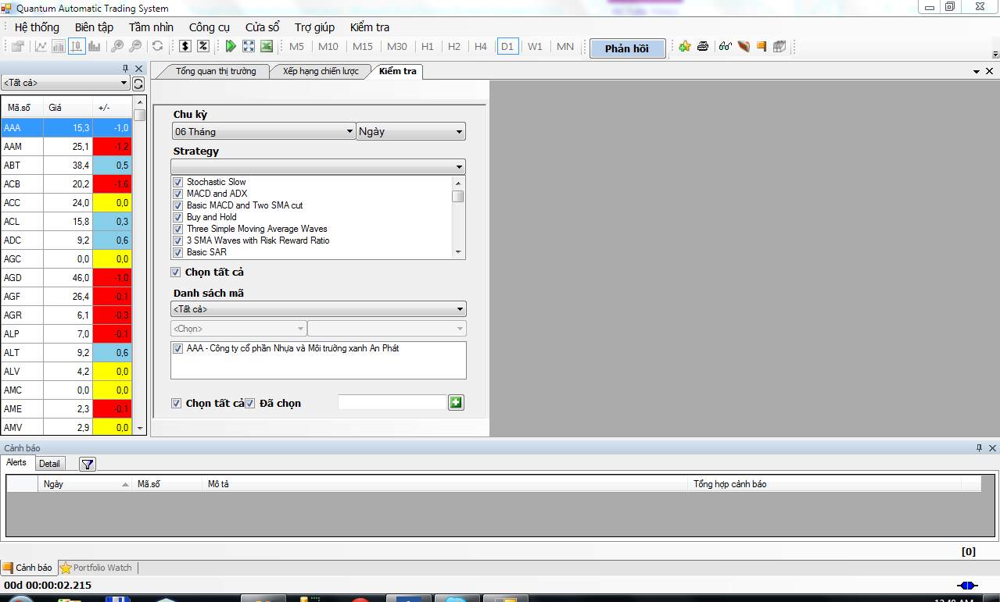 Quantum Automatic Trading System
Hệ thống Biên tập Tầm nhìn Công cụ Cửa sổ Trợ giúp Kiểm tra
$ % M5 M10 M15 M30 H1 H2 H4 D1 W1 MN Phản hồi
Tổng quan thị trường Xếp hạng chiến lược Kiểm tra
<Tất cả>
Mã số Giá +/-
AAA 15,3 -1,0
AAM 25,1 -1,2
ABT 38,4 0,5
ACB 20,2 -1,6
ACC 24,0 0,0
ACL 15,8 0,3
ADC 9,2 0,6
AGC 0,0 0,0
AGD 46,0 -1,0
AGF 26,4 -0,1
AGR 6,1 -0,3
ALP 7,0 -0,1
ALT 9,2 0,6
ALV 4,2 0,0
AMC 0,0 0,0
AME 2,3 -0,1
AMV 2,9 0,0
Chu kỳ
06 Tháng Ngày
Strategy
Stochastic Slow
MACD and ADX
Basic MACD and Two SMA cut
Buy and Hold
Three Simple Moving Average Waves
3 SMA Waves with Risk Reward Ratio
Basic SAR
Chọn tất cả
Danh sách mã
<Tất cả>
<Chọn>
AAA - Công ty cổ phần Nhựa và Môi trường xanh An Phát
Chọn tất cả Đã chọn
Cảnh báo
Alerts Detail
Ngày Mã số Mô tả Tổng hợp cảnh báo
[0]
Cảnh báo Portfolio Watch
00d 00:00:02.215